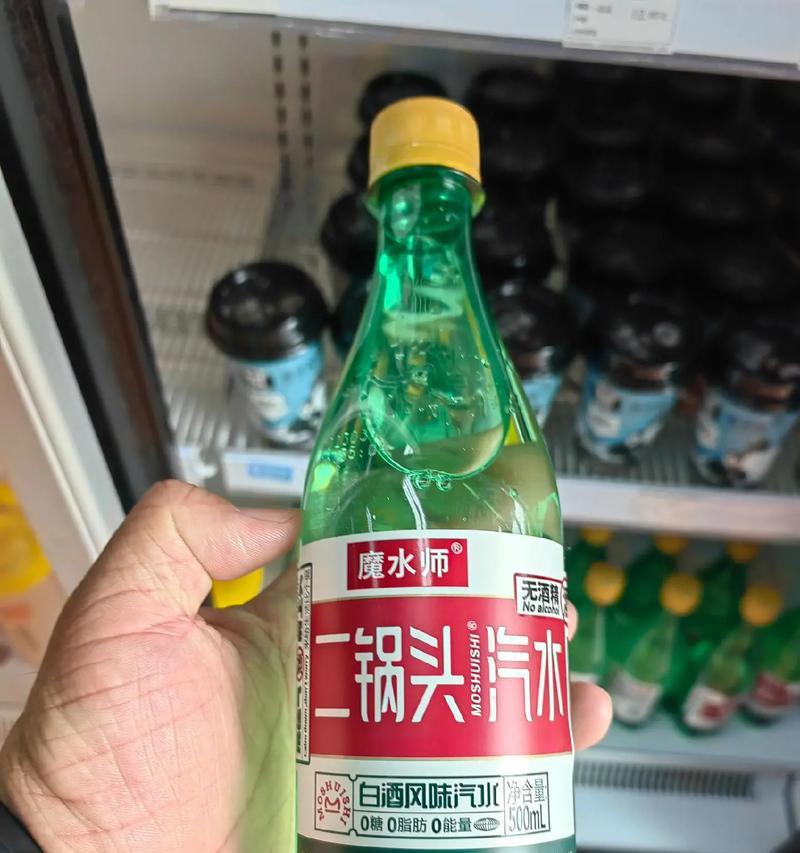 魔水师®
无酒精
No alcohol
二锅头®汽水
MOSHUISHI
MOSHUISHI
白酒风味汽水
0糖 0脂肪 0能量
净含量
500mL